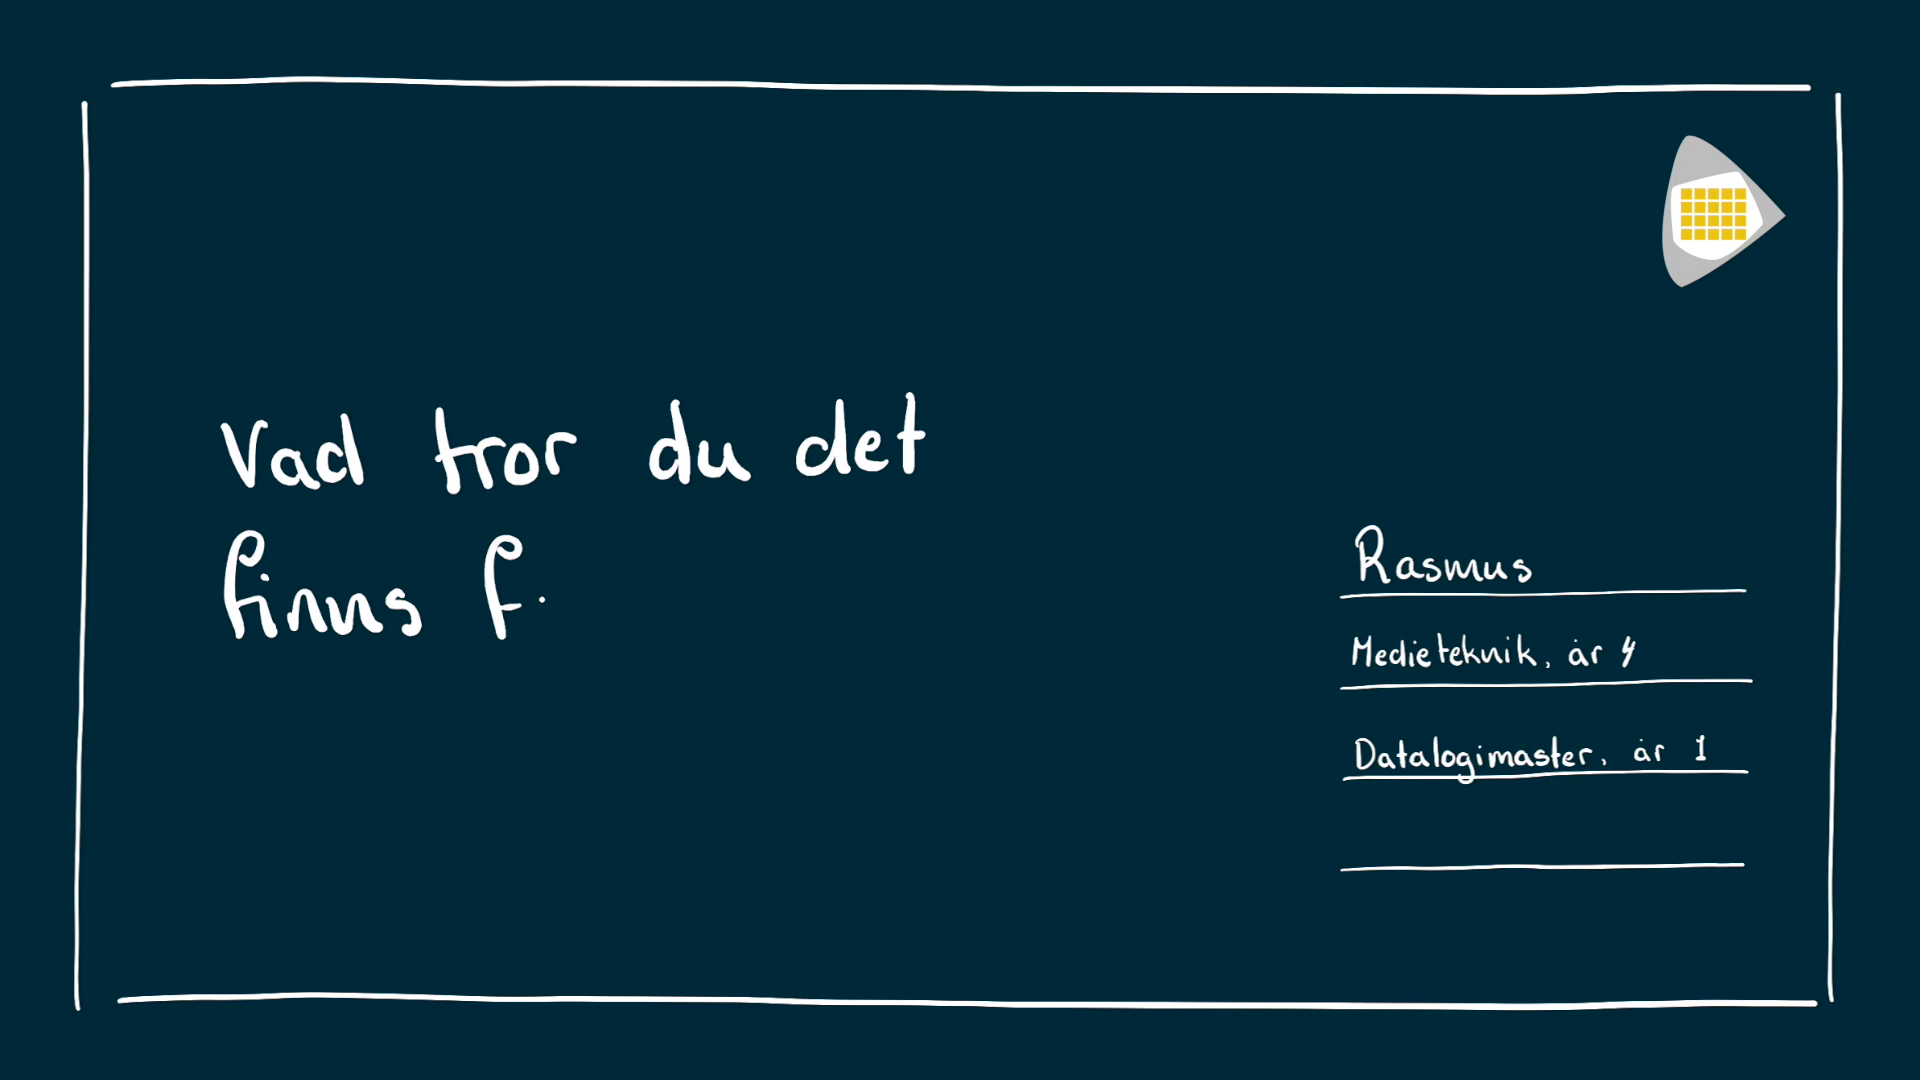 Vad tror du det
finns f
Rasmus
Medieteknik, år 4
Datalogimaster, år 1